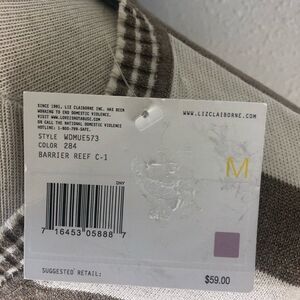 SINCE 1991, LIZ CLAIBORNE INC. HAS BEEN
WORKING TO END DOMESTIC VIOLENCE
VISIT WWW.LOVEISNOTABUSE.COM
OR CALL THE NATIONAL DOMESTIC VIOLENCE
HOTLINE: 1-800-799-SAFE.
WWW.LIZCLAIBORNE.COM
STYLE WDMUE573
COLOR 284
BARRIER REEF C-1
M
DNY
7 16453 05888 7
SUGGESTED RETAIL:
$59.00